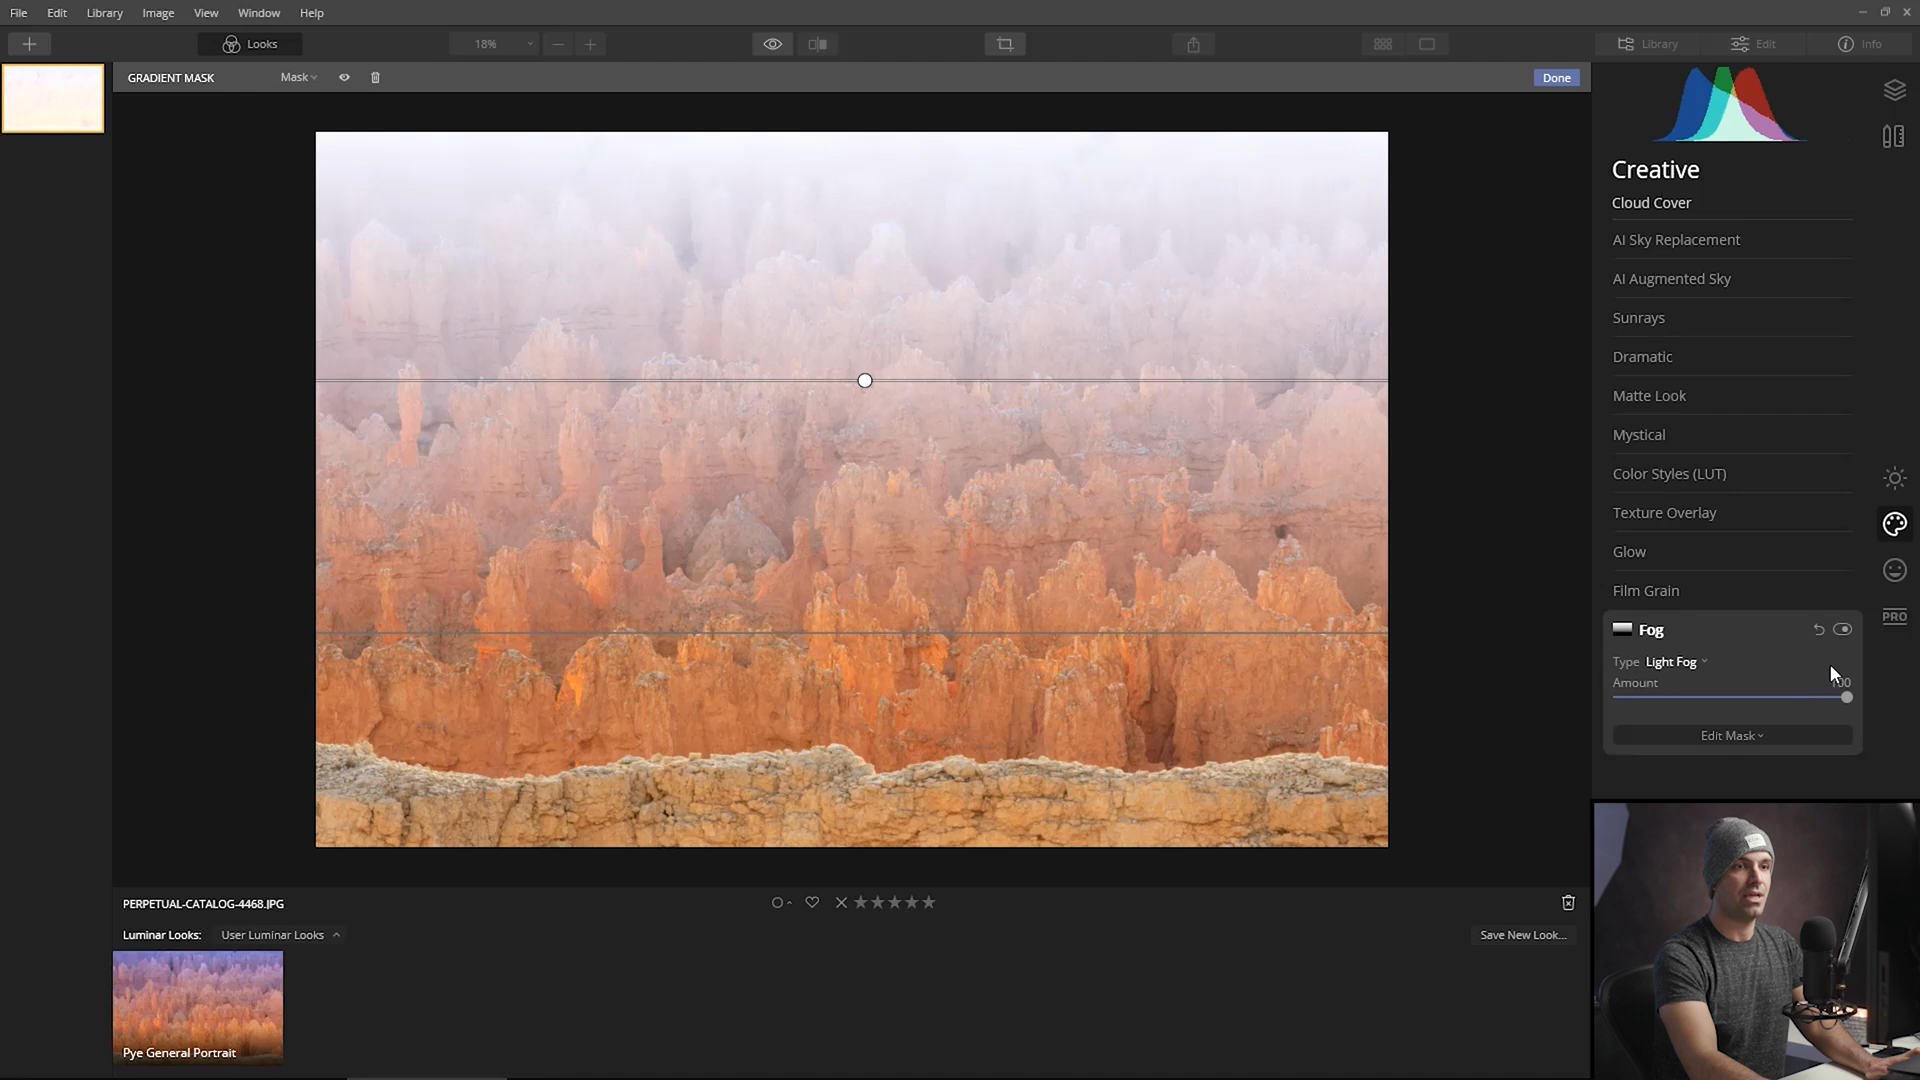 File Edit Library Image View Window Help
Looks 18% Library Edit Info
GRADIENT MASK Mask Done
Creative
Cloud Cover
AI Sky Replacement
AI Augmented Sky
Sunrays
Dramatic
Matte Look
Mystical
Color Styles (LUT)
Texture Overlay
Glow
Film Grain
PRO
Fog
Type Light Fog
Amount 100
Edit Mask
PERPETUAL-CATALOG-4468.JPG
Luminar Looks: User Luminar Looks Save New Look...
Pye General Portrait